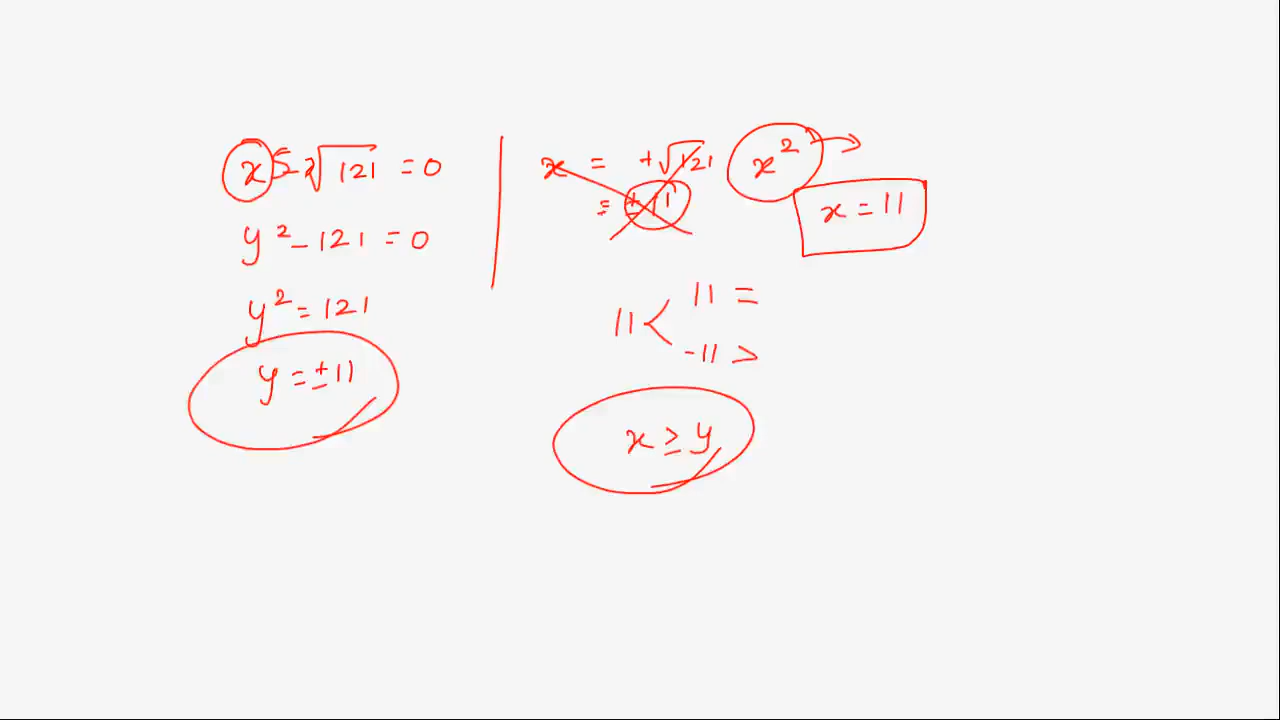 x - √121 = 0
y² - 121 = 0
y² = 121
y = ±11
x = +√121
= ±11
x²
x = 11
11 < 11 =
-11 >
x ≥ y